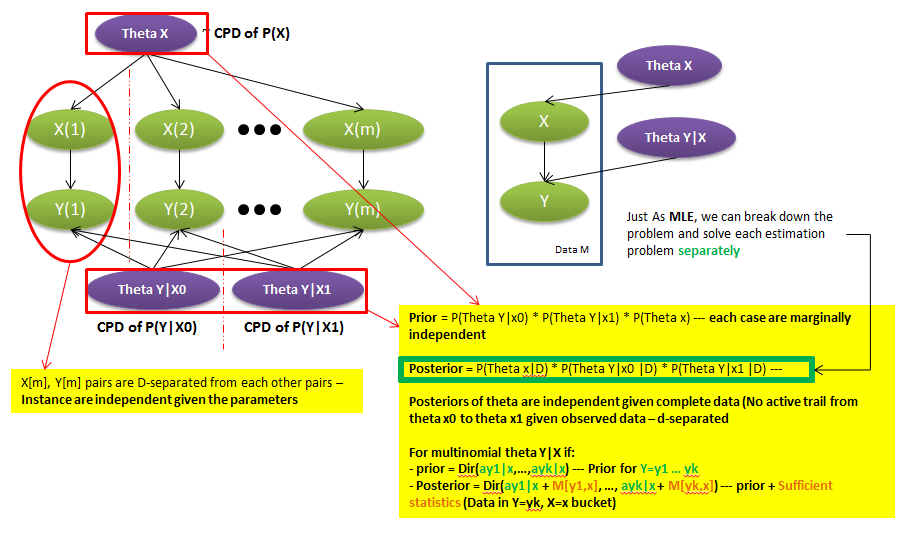 Theta X
~ CPD of P(X)
Theta X
X(1)
X(2)
X(m)
X
Theta Y|X
Y(1)
Y(2)
Y(m)
Y
Data M
Just As MLE, we can break down the
problem and solve each estimation
problem separately
Theta Y|X0
Theta Y|X1
CPD of P(Y|X0)
CPD of P(Y|X1)
X[m], Y[m] pairs are D-separated from each other pairs –
Instance are independent given the parameters
Prior = P(Theta Y|x0) * P(Theta Y|x1) * P(Theta x) --- each case are marginally
independent
Posterior = P(Theta x|D) * P(Theta Y|x0 |D) * P(Theta Y|x1 |D) ---
Posteriors of theta are independent given complete data (No active trail from
theta x0 to theta x1 given observed data – d-separated
For multinomial theta Y|X if:
- prior = Dir(ay1|x,...,ayk|x) --- Prior for Y=y1 ... yk
- Posterior = Dir(ay1|x + M[y1,x], ..., ayk|x + M[yk,x]) --- prior + Sufficient
statistics (Data in Y=yk, X=x bucket)